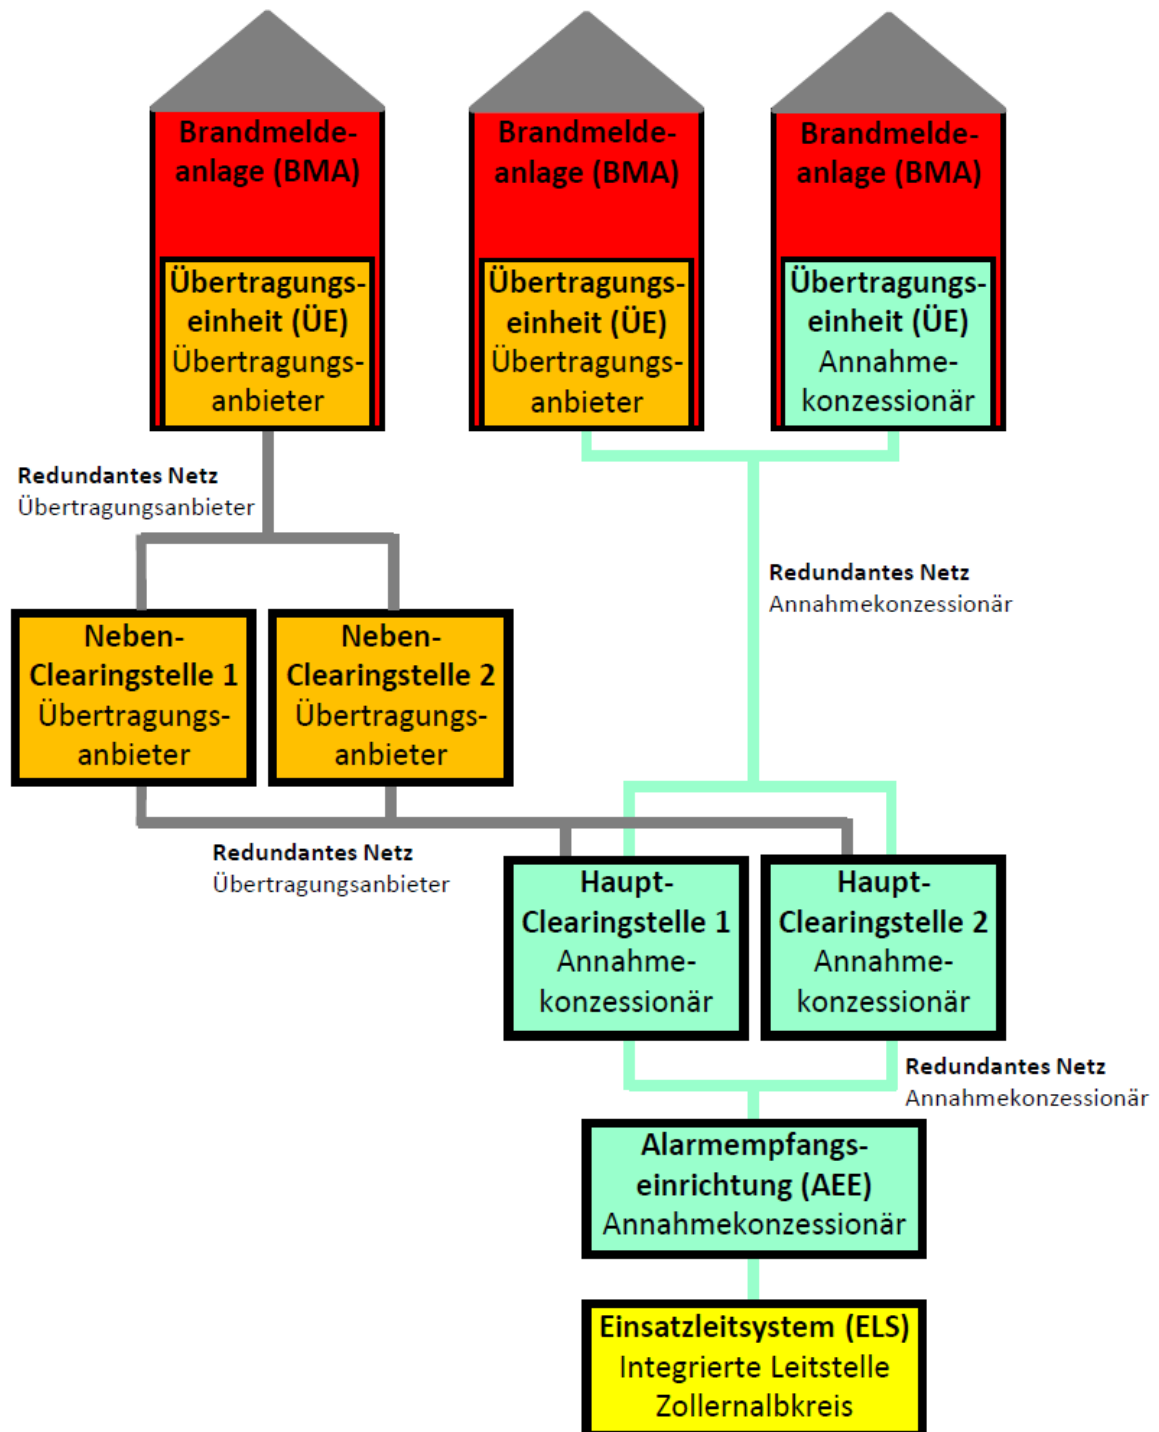 Brandmelde-
anlage (BMA)
Übertragungs-
einheit (ÜE)
Übertragungs-
anbieter
Brandmelde-
anlage (BMA)
Übertragungs-
einheit (ÜE)
Übertragungs-
anbieter
Brandmelde-
anlage (BMA)
Übertragungs-
einheit (ÜE)
Annahme-
konzessionär
Redundantes Netz
Übertragungsanbieter
Redundantes Netz
Annahmekonzessionär
Neben-
Clearingstelle 1
Übertragungs-
anbieter
Neben-
Clearingstelle 2
Übertragungs-
anbieter
Redundantes Netz
Übertragungsanbieter
Haupt-
Clearingstelle 1
Annahme-
konzessionär
Haupt-
Clearingstelle 2
Annahme-
konzessionär
Redundantes Netz
Annahmekonzessionär
Alarmempfangs-
einrichtung (AEE)
Annahmekonzessionär
Einsatzleitsystem (ELS)
Integrierte Leitstelle
Zollernalbkreis